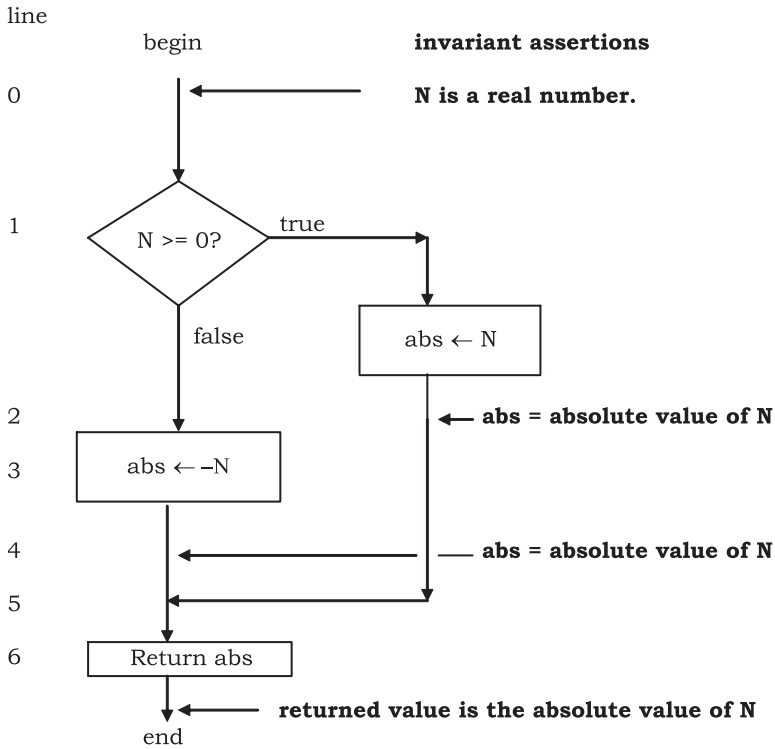 line
begin
invariant assertions
0
N is a real number.
1
N >= 0?
true
false
abs ← N
2
abs = absolute value of N
abs ← –N
3
4
abs = absolute value of N
5
6
Return abs
returned value is the absolute value of N
end